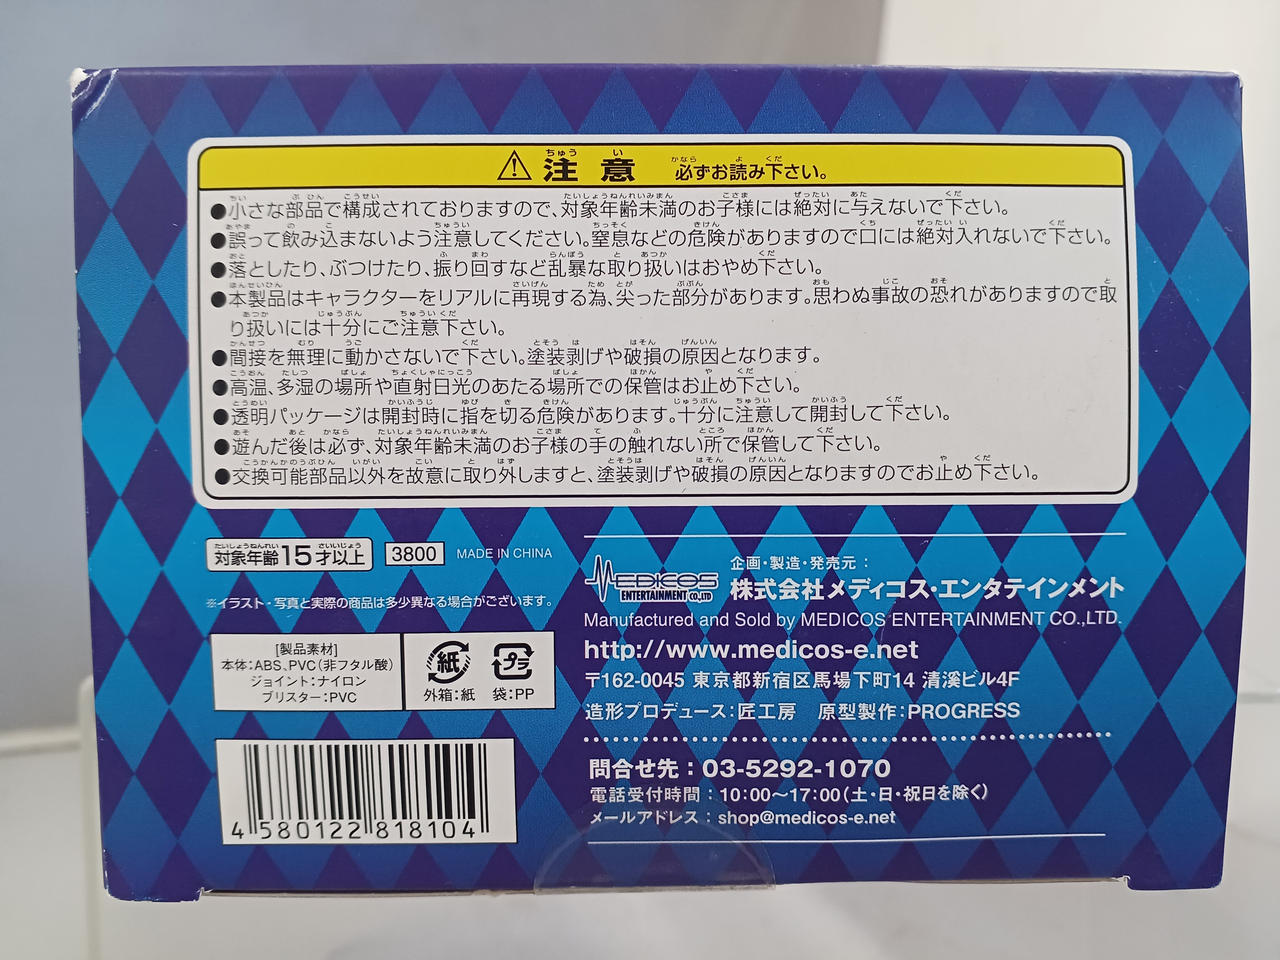 ⚠注意 必ずお読み下さい。
●小さな部品で構成されておりますので、対象年齢未満のお子様には絶対に与えないで下さい。
●誤って飲み込まないよう注意してください。窒息などの危険がありますので口には絶対入れないで下さい。
●落としたり、ぶつけたり、振り回すなど乱暴な取り扱いはおやめ下さい。
●本製品はキャラクターをリアルに再現する為、尖った部分があります。思わぬ事故の恐れがありますので取
り扱いには十分にご注意下さい。
●間接を無理に動かさないで下さい。塗装剥げや破損の原因となります。
●高温、多湿の場所や直射日光のあたる場所での保管はお止め下さい。
●透明パッケージは開封時に指を切る危険があります。十分に注意して開封して下さい。
●遊んだ後は必ず、対象年齢未満のお子様の手の触れない所で保管して下さい。
●交換可能部品以外を故意に取り外しますと、塗装剥げや破損の原因となりますのでお止め下さい。
対象年齢15才以上 3800 MADE IN CHINA
※イラスト・写真と実際の商品は多少異なる場合がございます。
[製品素材]
本体:ABS、PVC(非フタル酸)
ジョイント:ナイロン
ブリスター:PVC
紙
外箱:紙
プラ
袋:PP
4 580122 818104
MEDICOS
ENTERTAINMENT CO.,LTD
企画・製造・発売元:
株式会社メディコス・エンタテインメント
Manufactured and Sold by MEDICOS ENTERTAINMENT CO.,LTD.
http://www.medicos-e.net
〒162-0045 東京都新宿区馬場下町14 清溪ビル4F
造形プロデュース:匠工房 原型製作:PROGRESS
問合せ先:03-5292-1070
電話受付時間:10:00〜17:00(土・日・祝日を除く)
メールアドレス:shop@medicos-e.net